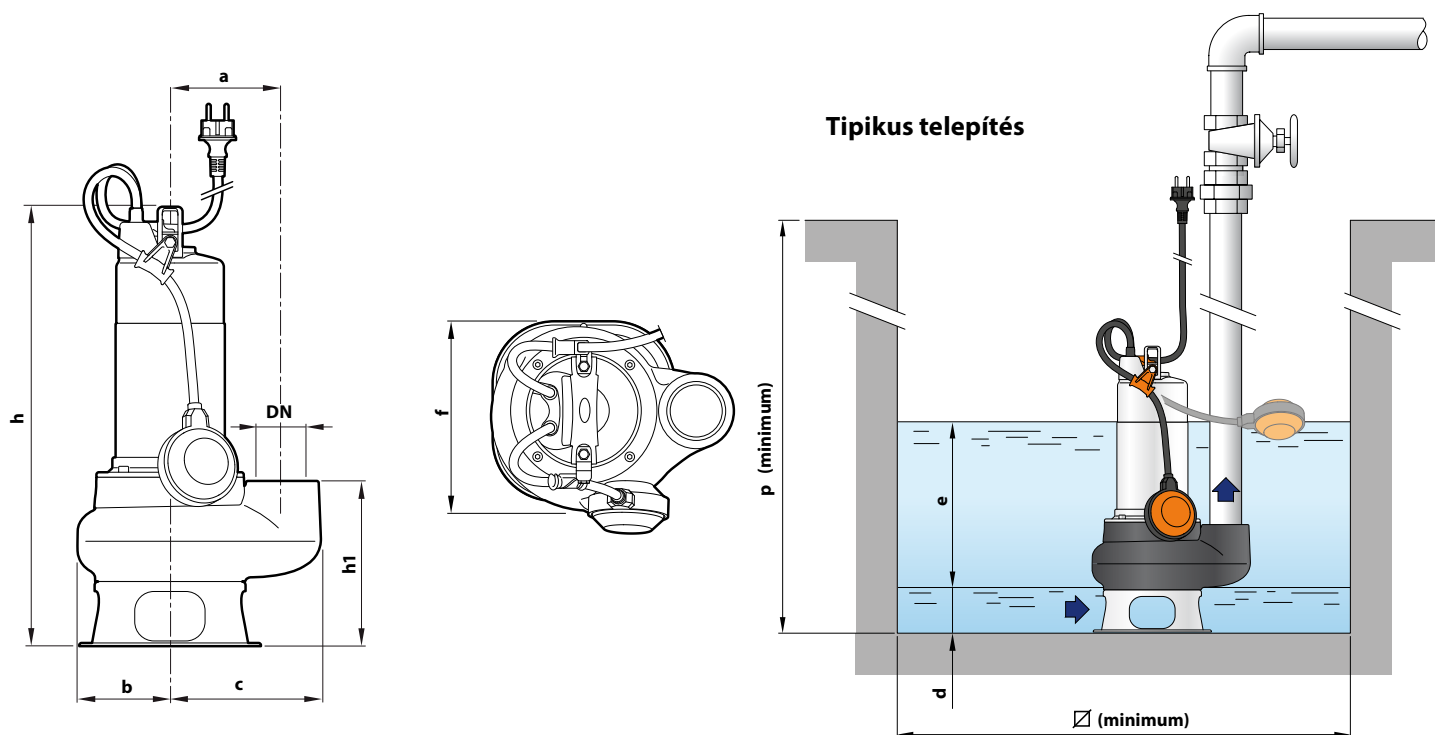 a
Tipikus telepítés
h
DN
h1
b
c
f
p (minimum)
e
d
⍁ (minimum)